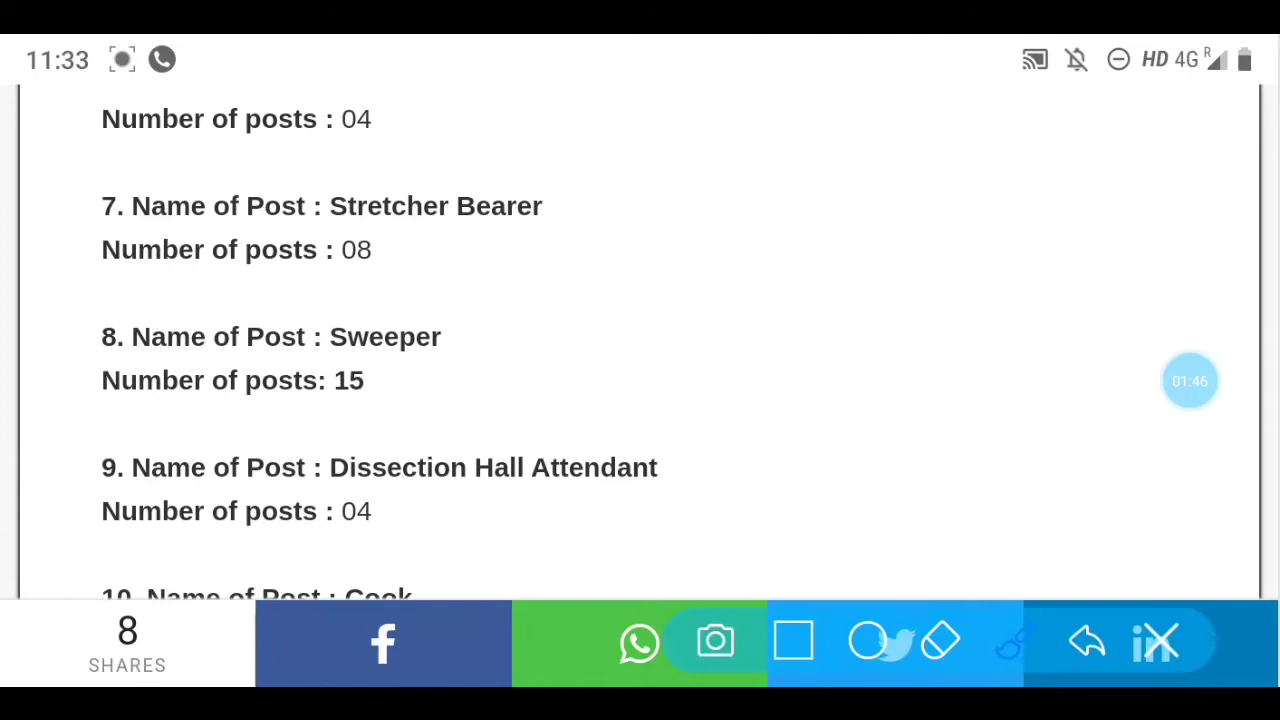 11:33 HD 4G R
Number of posts : 04
7. Name of Post : Stretcher Bearer
Number of posts : 08
8. Name of Post : Sweeper
Number of posts: 15
01:46
9. Name of Post : Dissection Hall Attendant
Number of posts : 04
10. Name of Post : Cook
8
SHARES
f
in